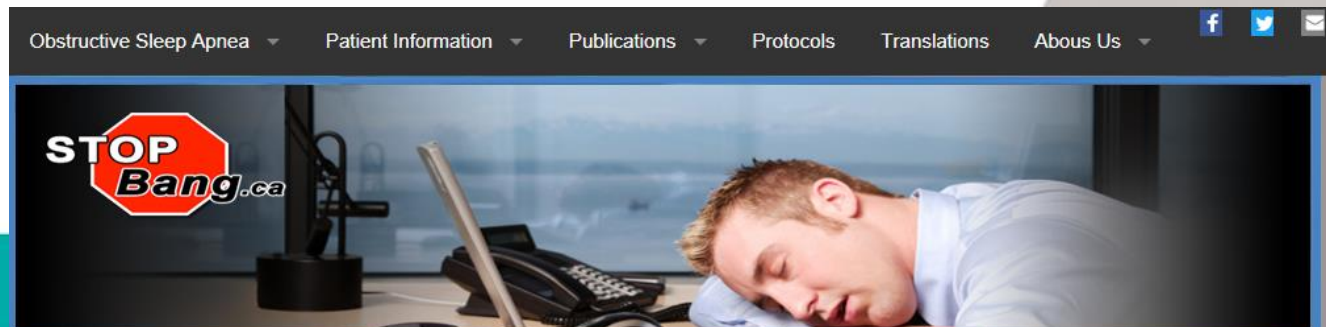 Obstructive Sleep Apnea Patient Information Publications Protocols Translations Abous Us
STOP
Bang.ca